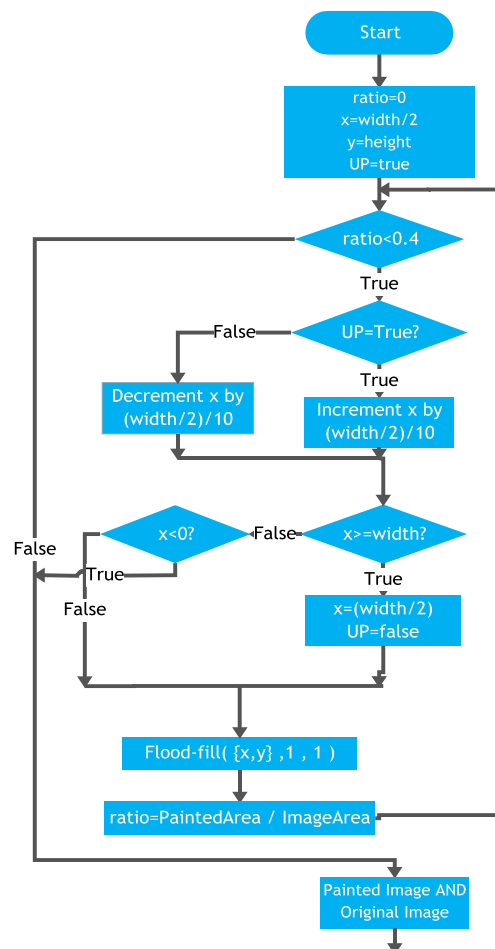 Start
ratio=0
x=width/2
y=height
UP=true
ratio<0.4
True
False
UP=True?
True
Decrement x by
(width/2)/10
Increment x by
(width/2)/10
x<0?
False
x>=width?
False
True
True
False
x=(width/2)
UP=false
Flood-fill( {x,y} ,1 , 1 )
ratio=PaintedArea / ImageArea
Painted Image AND
Original Image